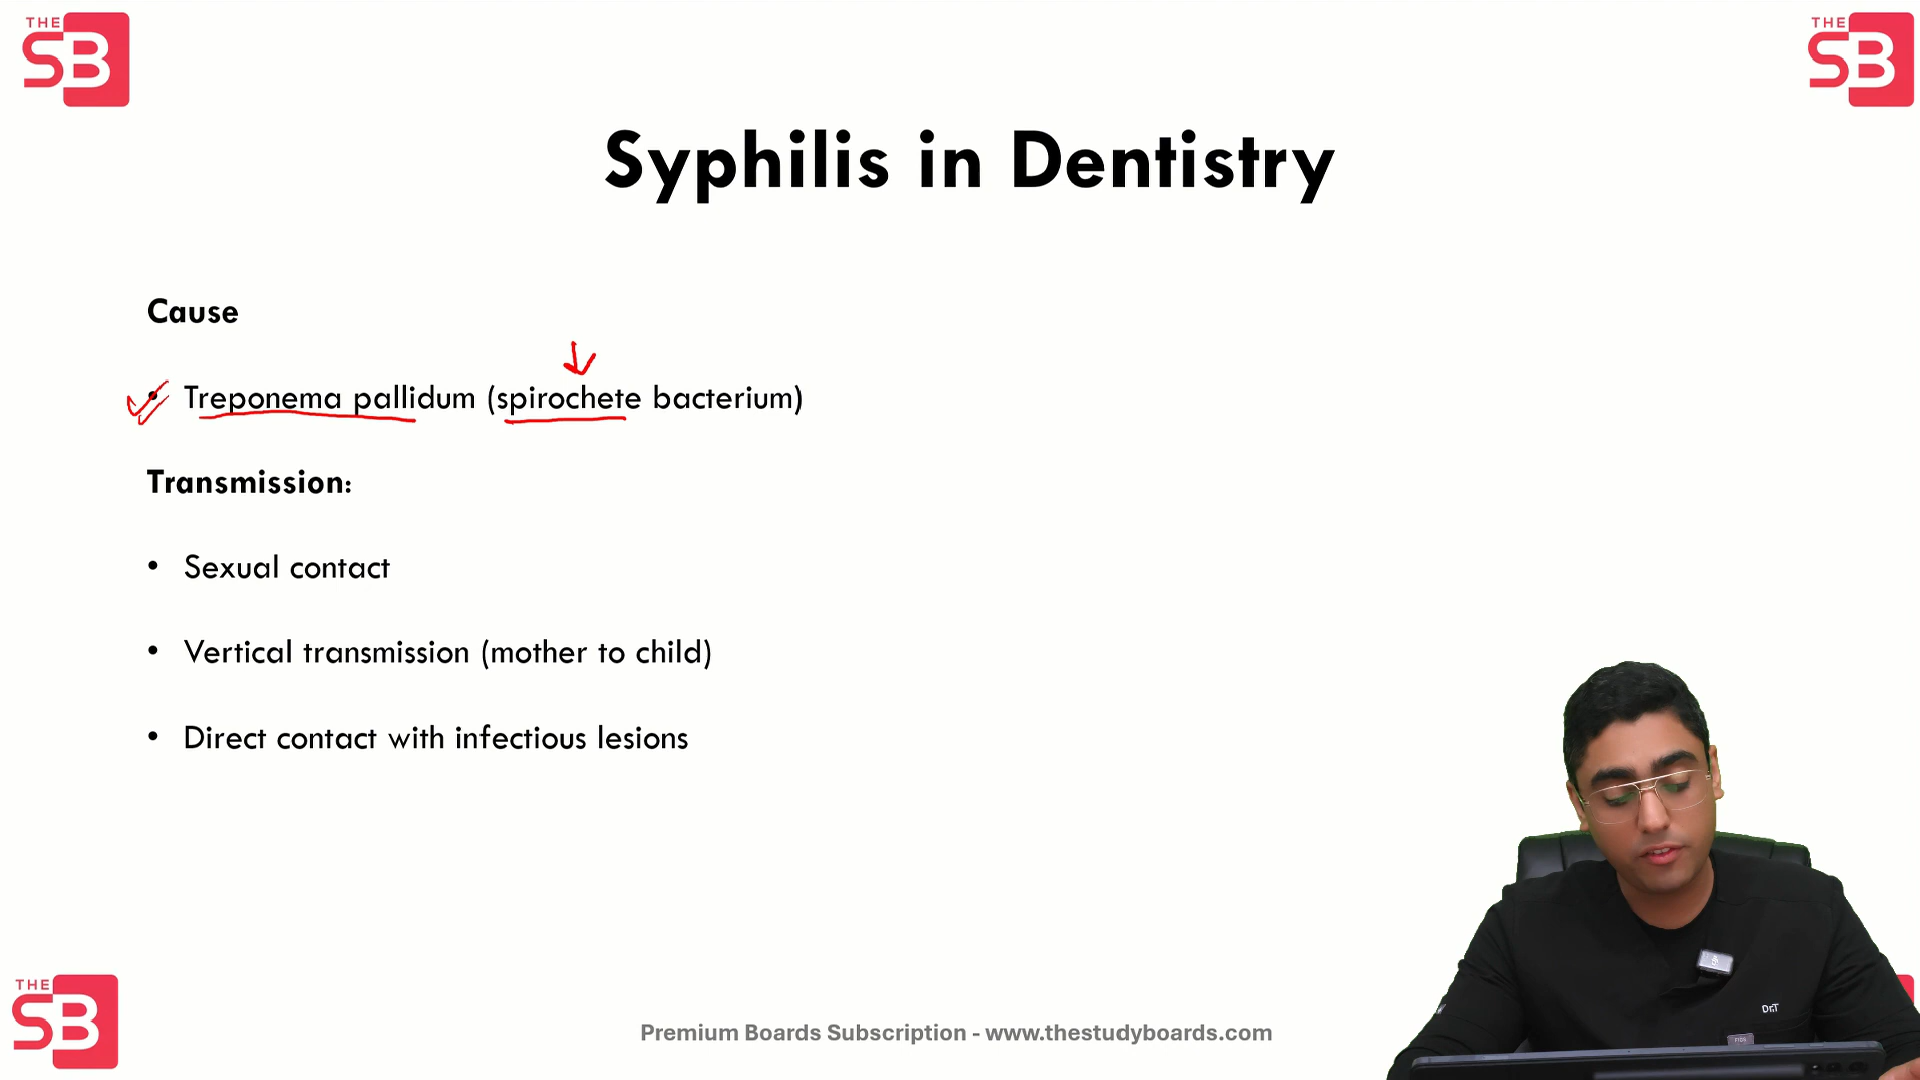 THE
SB
THE
SB
Syphilis in Dentistry
Cause
• Treponema pallidum (spirochete bacterium)
Transmission:
• Sexual contact
• Vertical transmission (mother to child)
• Direct contact with infectious lesions
Dr.T
THE
SB
Premium Boards Subscription - www.thestudyboards.com